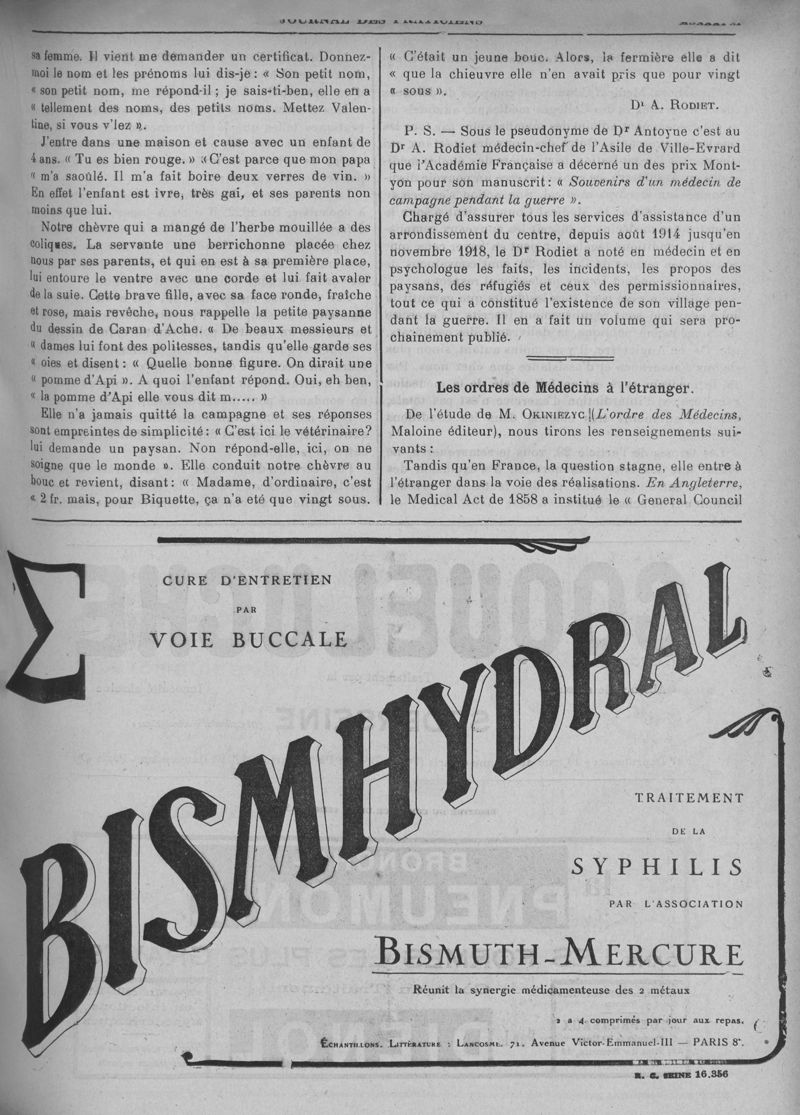 JOURNAL DES PRATICIENS
sa femme. Il vient me demander un certificat. Donnez-
moi le nom et les prénoms lui dis-je : « Son petit nom,
« son petit nom, me répond-il ; je sais-ti-ben, elle en a
« tellement des noms, des petits noms. Mettez Valen-
tine, si vous v'lez ».
J'entre dans une maison et cause avec un enfant de
4 ans. « Tu es bien rouge. » « C'est parce que mon papa
« m'a saoûlé. Il m'a fait boire deux verres de vin. »
En effet l'enfant est ivre, très gai, et ses parents non
moins que lui.
Notre chèvre qui a mangé de l'herbe mouillée a des
coliques. La servante une berrichonne placée chez
nous par ses parents, et qui en est à sa première place,
lui entoure le ventre avec une corde et lui fait avaler
de la suie. Cette brave fille, avec sa face ronde, fraîche
et rose, mais revêche, nous rappelle la petite paysanne
du dessin de Caran d'Ache. « De beaux messieurs et
« dames lui font des politesses, tandis qu'elle garde ses
« oies et disent : « Quelle bonne figure. On dirait une
« pomme d'Api ». A quoi l'enfant répond. Oui, eh ben,
« la pomme d'Api elle vous dit m..... »
Elle n'a jamais quitté la campagne et ses réponses
sont empreintes de simplicité : « C'est ici le vétérinaire?
lui demande un paysan. Non répond-elle, ici, on ne
soigne que le monde ». Elle conduit notre chèvre au
bouc et revient, disant : « Madame, d'ordinaire, c'est
« 2 fr. mais, pour Biquette, ça n'a eté que vingt sous.
« C'était un jeune bouc. Alors, la fermière elle a dit
« que la chieuvre elle n'en avait pris que pour vingt
« sous ».
Dr A. RODIET.
P. S. — Sous le pseudonyme de Dr Antoyne c'est au
Dr A. Rodiet médecin-chef de l'Asile de Ville-Evrard
que l'Académie Française a décerné un des prix Mont-
yon pour son manuscrit : « Souvenirs d'un médecin de
campagne pendant la guerre ».
Chargé d'assurer tous les services d'assistance d'un
arrondissement du centre, depuis août 1914 jusqu'en
novembre 1918, le Dr Rodiet a noté en médecin et en
psychologue les faits, les incidents, les propos des
paysans, des réfugiés et ceux des permissionnaires,
tout ce qui a constitué l'existence de son village pen-
dant la guerre. Il en a fait un volume qui sera pro-
chainement publié.
Les ordres de Médecins à l'étranger.
De l'étude de M. OKINIEZYC (L'ordre des Médecins,
Maloine éditeur), nous tirons les renseignements sui-
vants :
Tandis qu'en France, la question stagne, elle entre à
l'étranger dans la voie des réalisations. En Angleterre,
le Medical Act de 1858 a institué le « General Council
Σ
CURE D'ENTRETIEN
PAR
VOIE BUCCALE
BISMHYDRAL
TRAITEMENT
DE LA
SYPHILIS
PAR L'ASSOCIATION
BISMUTH-MERCURE
Réunit la synergie médicamenteuse des 2 métaux
2 a 4 comprimés par jour aux repas.
ÉCHANTILLONS. LITTÉRATURE : LANCOSME. 71, Avenue Victor-Emmanuel-III — PARIS 8e.
R. C. SEINE 16.356